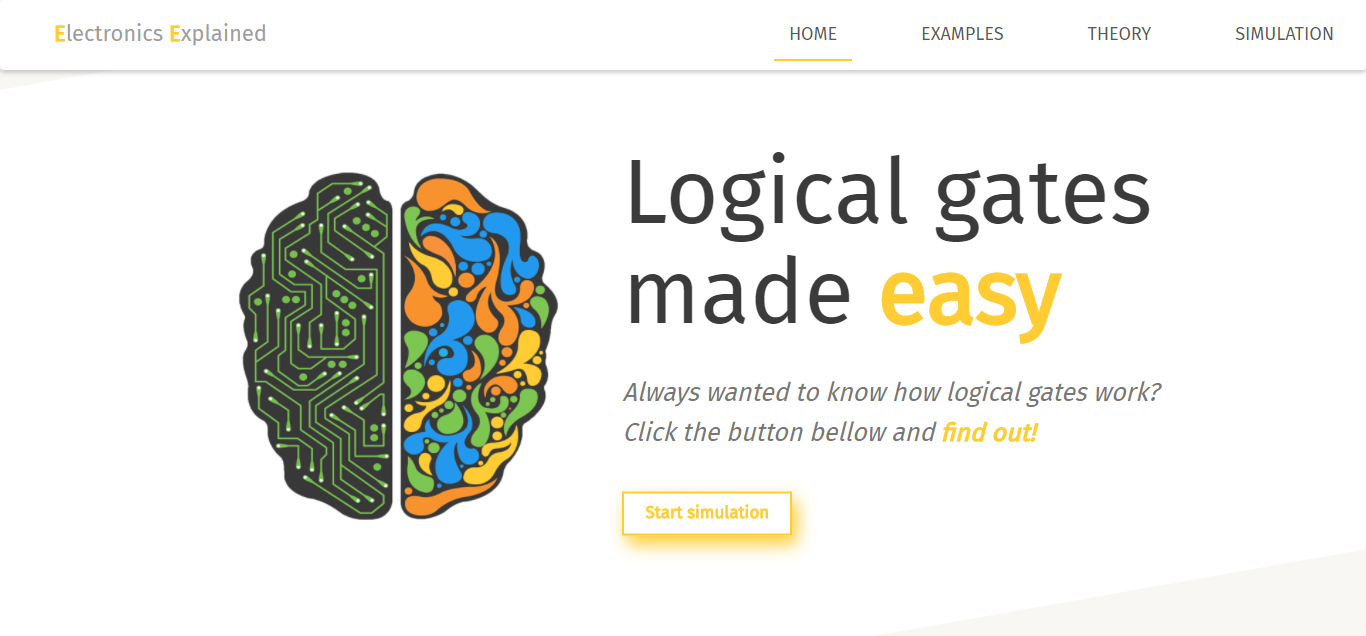 Electronics Explained
HOME
EXAMPLES
THEORY
SIMULATION
Logical gates
made easy
Always wanted to know how logical gates work?
Click the button bellow and find out!
Start simulation